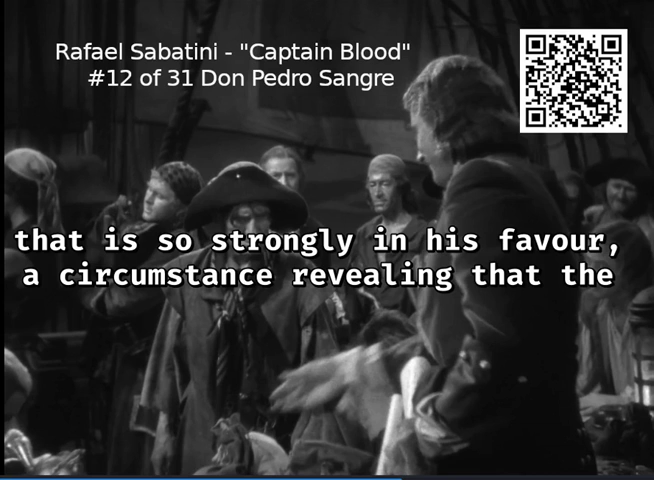 Rafael Sabatini - "Captain Blood"
#12 of 31 Don Pedro Sangre
that is so strongly in his favour,
a circumstance revealing that the